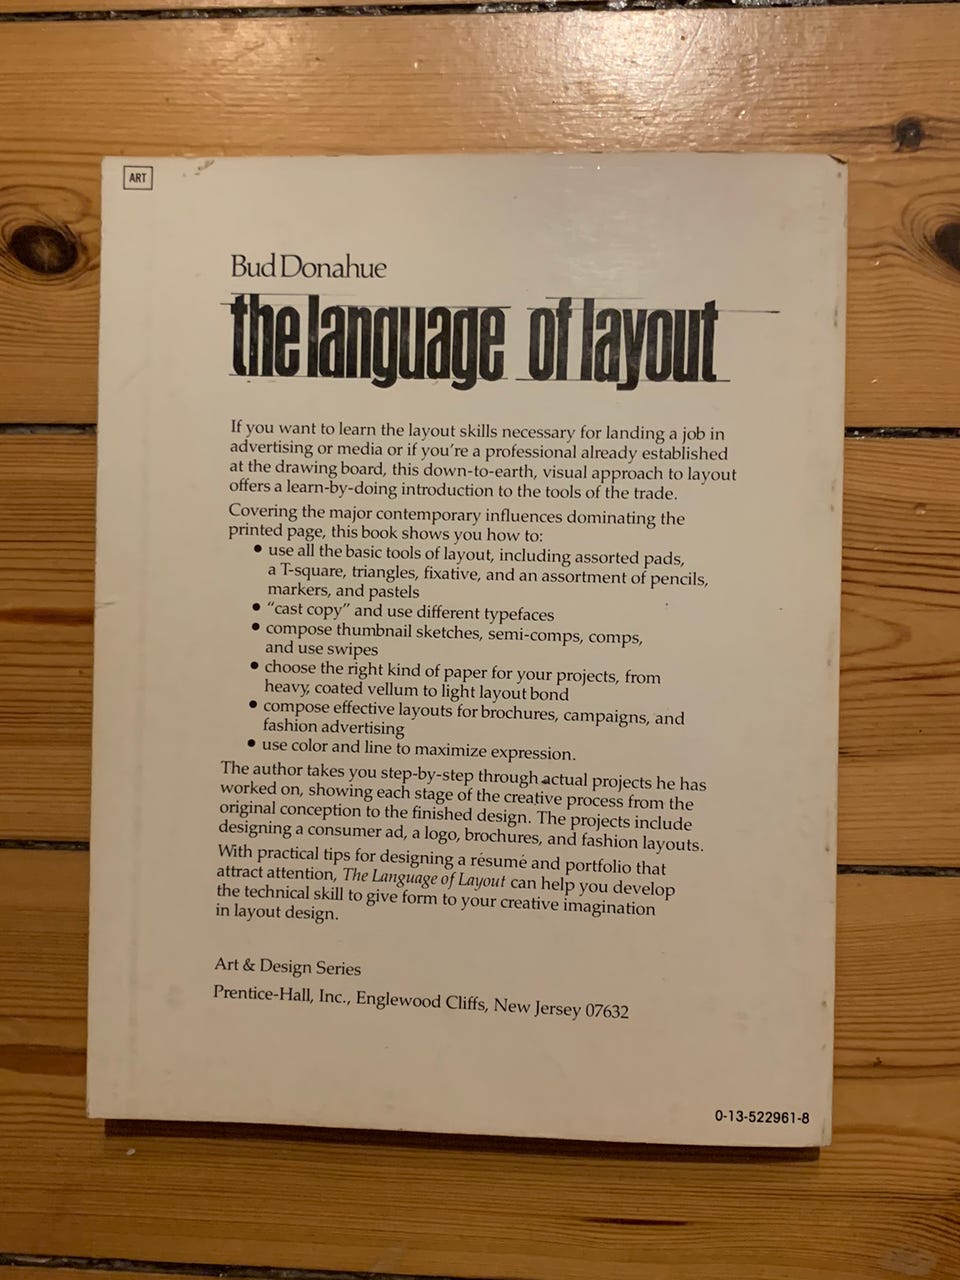 ART
Bud Donahue
the language of layout
If you want to learn the layout skills necessary for landing a job in
advertising or media or if you're a professional already established
at the drawing board, this down-to-earth, visual approach to layout
offers a learn-by-doing introduction to the tools of the trade.
Covering the major contemporary influences dominating the
printed page, this book shows you how to:
• use all the basic tools of layout, including assorted pads,
a T-square, triangles, fixative, and an assortment of pencils,
markers, and pastels
• “cast copy” and use different typefaces
• compose thumbnail sketches, semi-comps, comps,
and use swipes
• choose the right kind of paper for your projects, from
heavy, coated vellum to light layout bond
• compose effective layouts for brochures, campaigns, and
fashion advertising
• use color and line to maximize expression.
The author takes you step-by-step through actual projects he has
worked on, showing each stage of the creative process from the
original conception to the finished design. The projects include
designing a consumer ad, a logo, brochures, and fashion layouts.
With practical tips for designing a résumé and portfolio that
attract attention, The Language of Layout can help you develop
the technical skill to give form to your creative imagination
in layout design.
Art & Design Series
Prentice-Hall, Inc., Englewood Cliffs, New Jersey 07632
0-13-522961-8